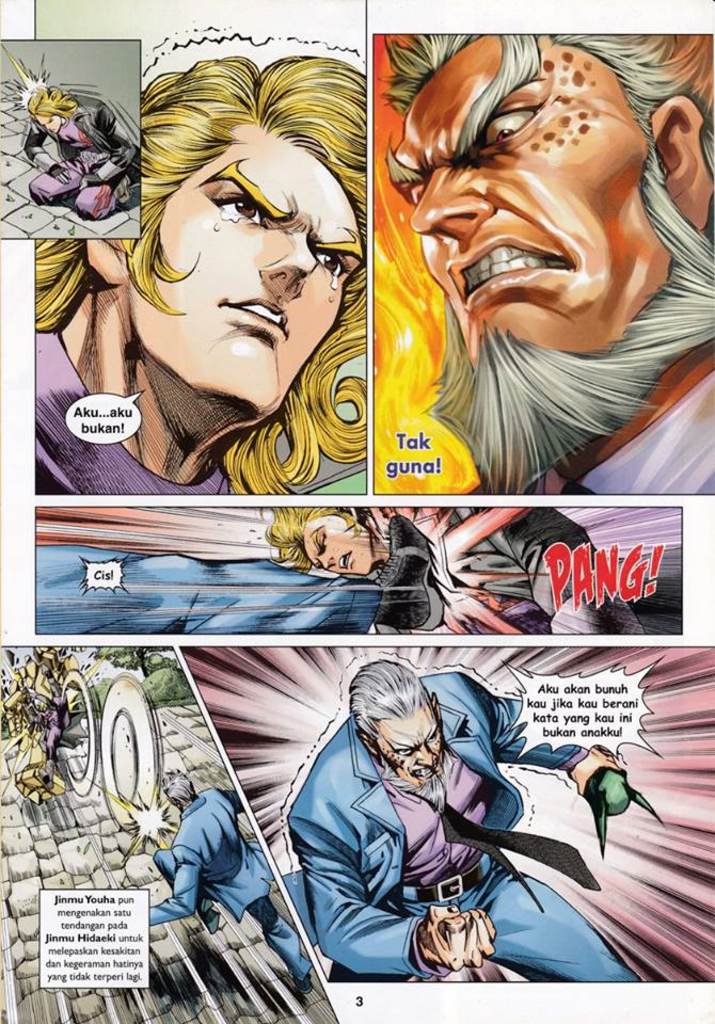 Aku...aku
bukan!
Tak
guna!
Cis!
PANG!
Aku akan bunuh
kau jika kau berani
kata yang kau ini
bukan anakku!
Jinmu Youha pun
mengenakan satu
tendangan pada
Jinmu Hidaeki untuk
melepaskan kesakitan
dan kegeraman hatinya
yang tidak terperi lagi.
3